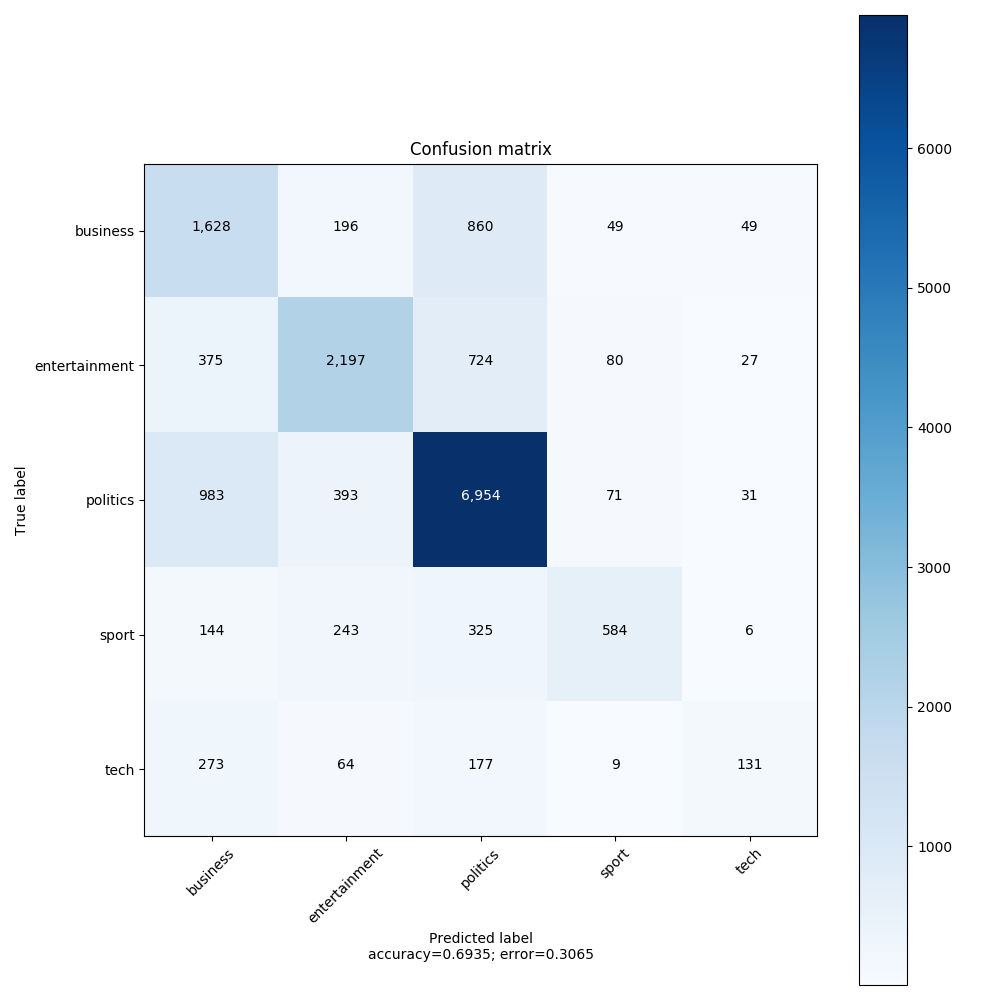 Confusion matrix
True label
business 1,628 196 860 49 49
entertainment 375 2,197 724 80 27
politics 983 393 6,954 71 31
sport 144 243 325 584 6
tech 273 64 177 9 131
business entertainment politics sport tech
Predicted label
accuracy=0.6935; error=0.3065
6000
5000
4000
3000
2000
1000